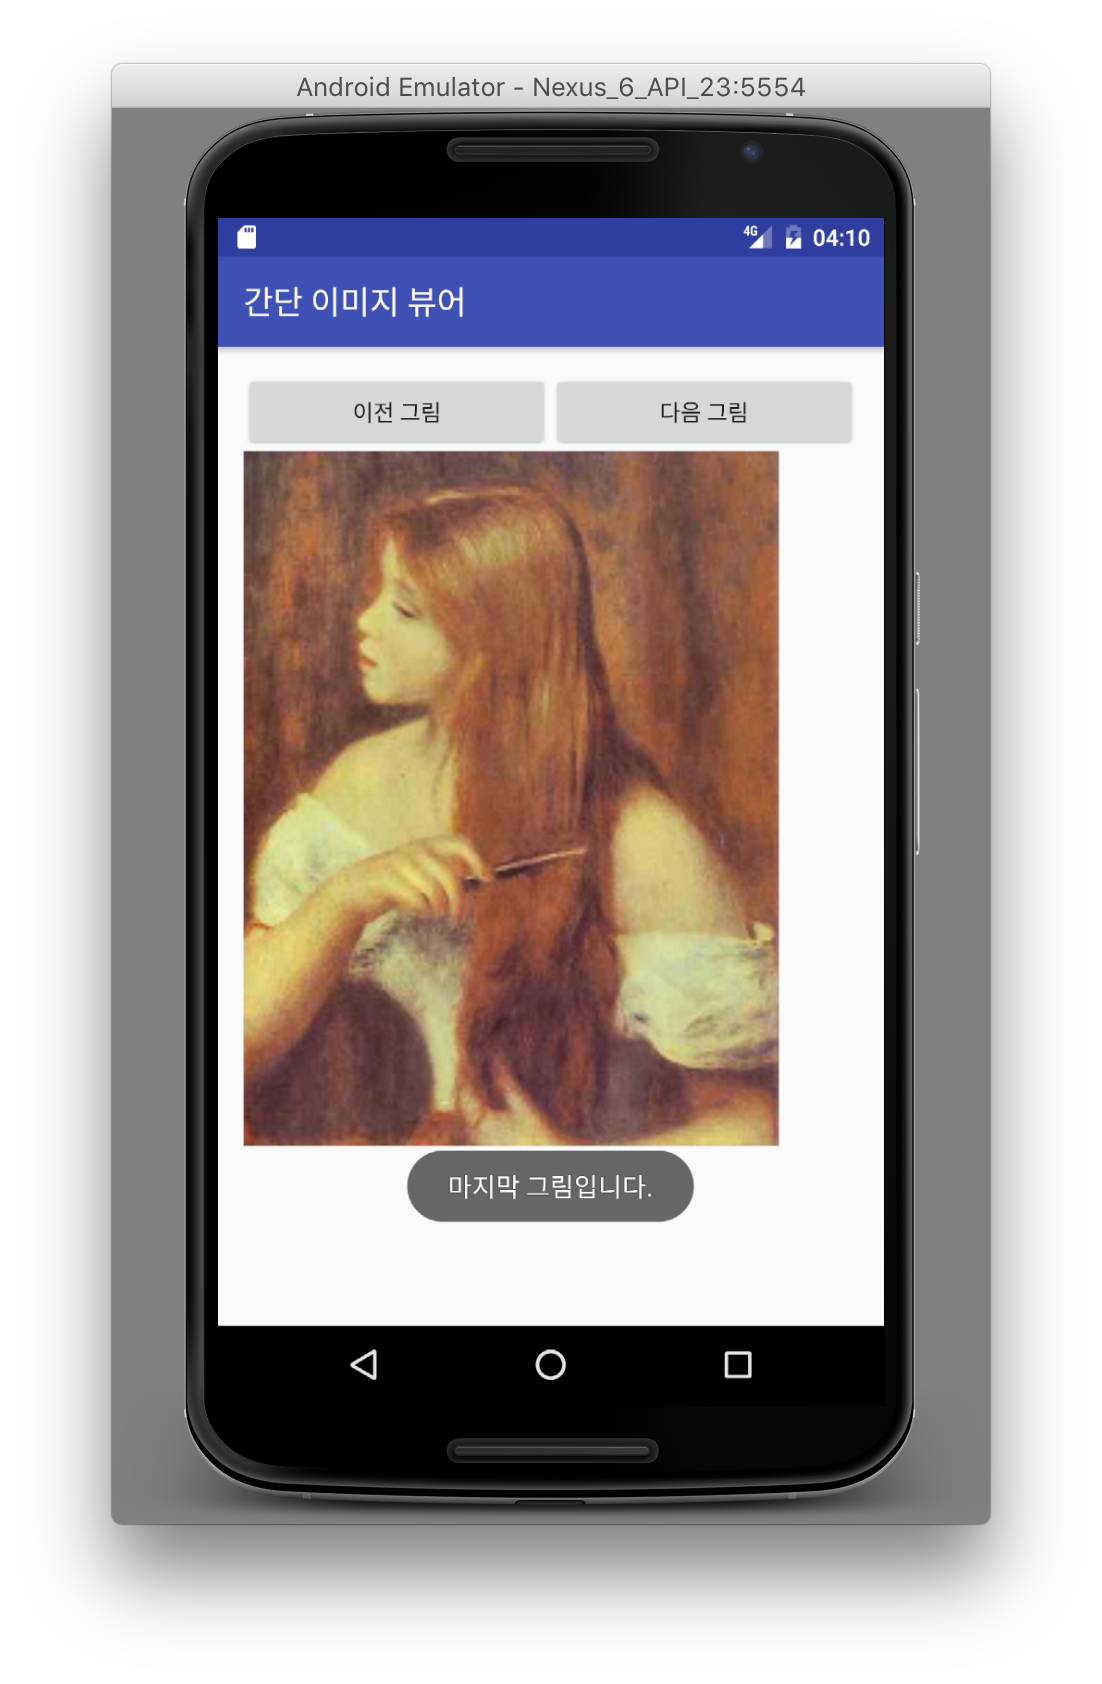 Android Emulator - Nexus_6_API_23:5554
4G 04:10
간단 이미지 뷰어
이전 그림 다음 그림
마지막 그림입니다.